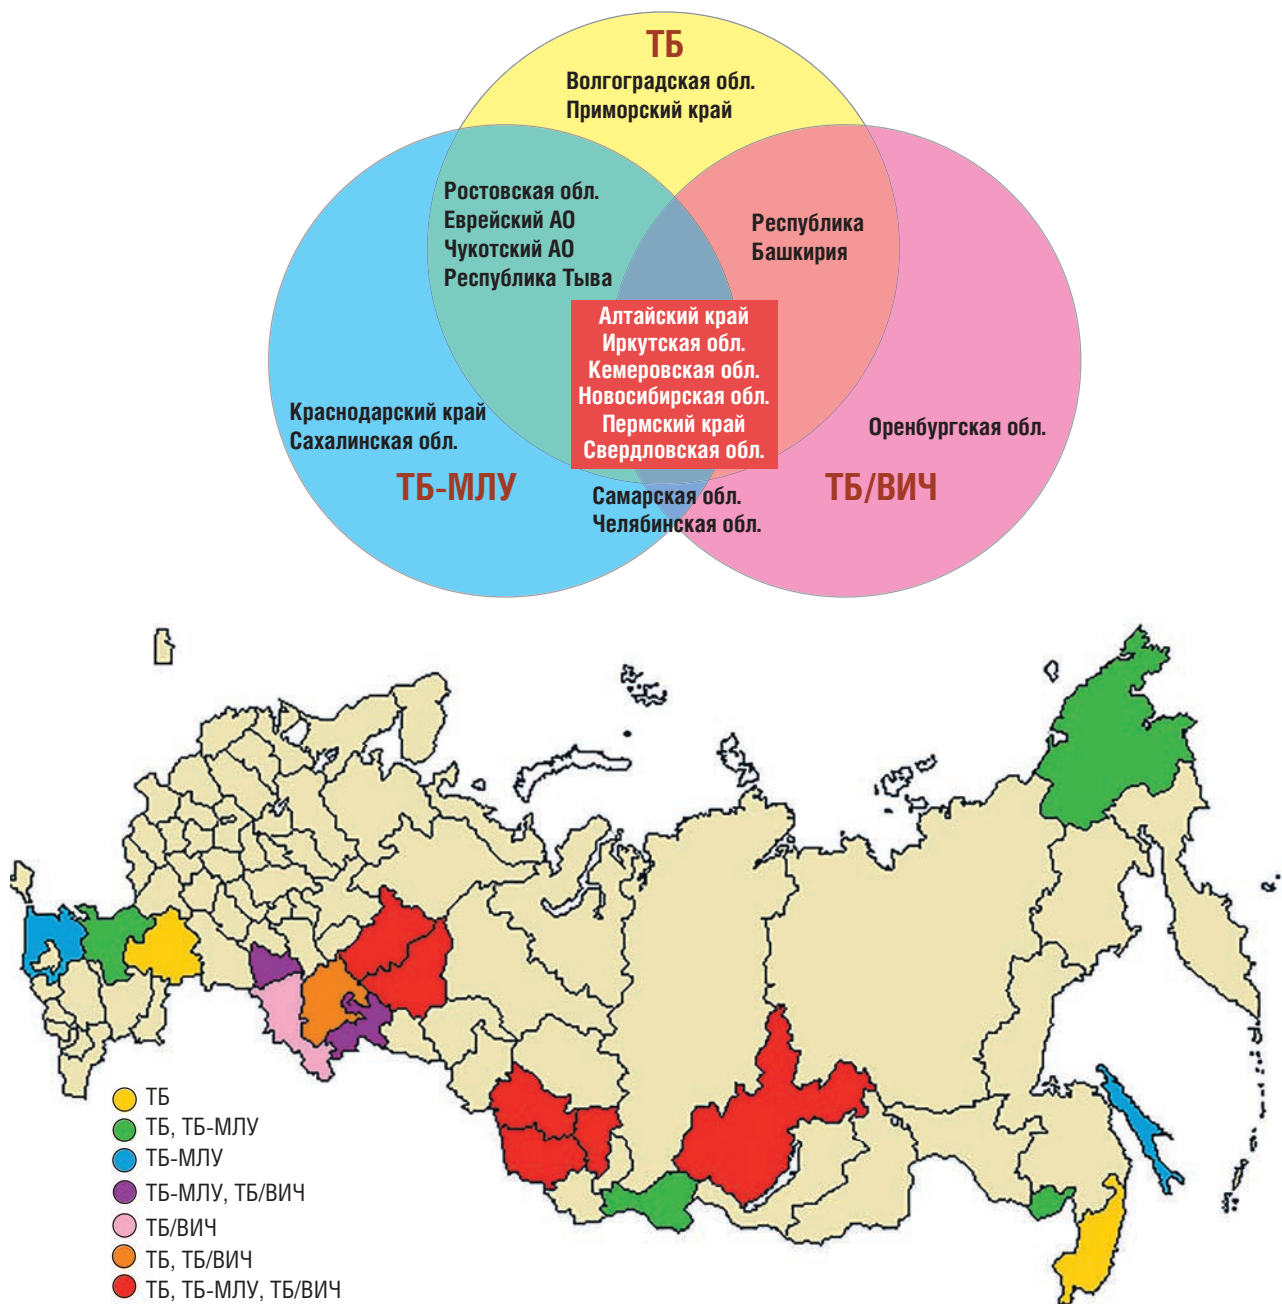 ТБ
Волгоградская обл.
Приморский край
Ростовская обл.
Еврейский АО
Чукотский АО
Республика Тыва
Республика
Башкирия
Алтайский край
Иркутская обл.
Кемеровская обл.
Новосибирская обл.
Пермский край
Свердловская обл.
Краснодарский край
Сахалинская обл.
Оренбургская обл.
ТБ-МЛУ
ТБ/ВИЧ
Самарская обл.
Челябинская обл.
ТБ
ТБ, ТБ-МЛУ
ТБ-МЛУ
ТБ-МЛУ, ТБ/ВИЧ
ТБ/ВИЧ
ТБ, ТБ/ВИЧ
ТБ, ТБ-МЛУ, ТБ/ВИЧ